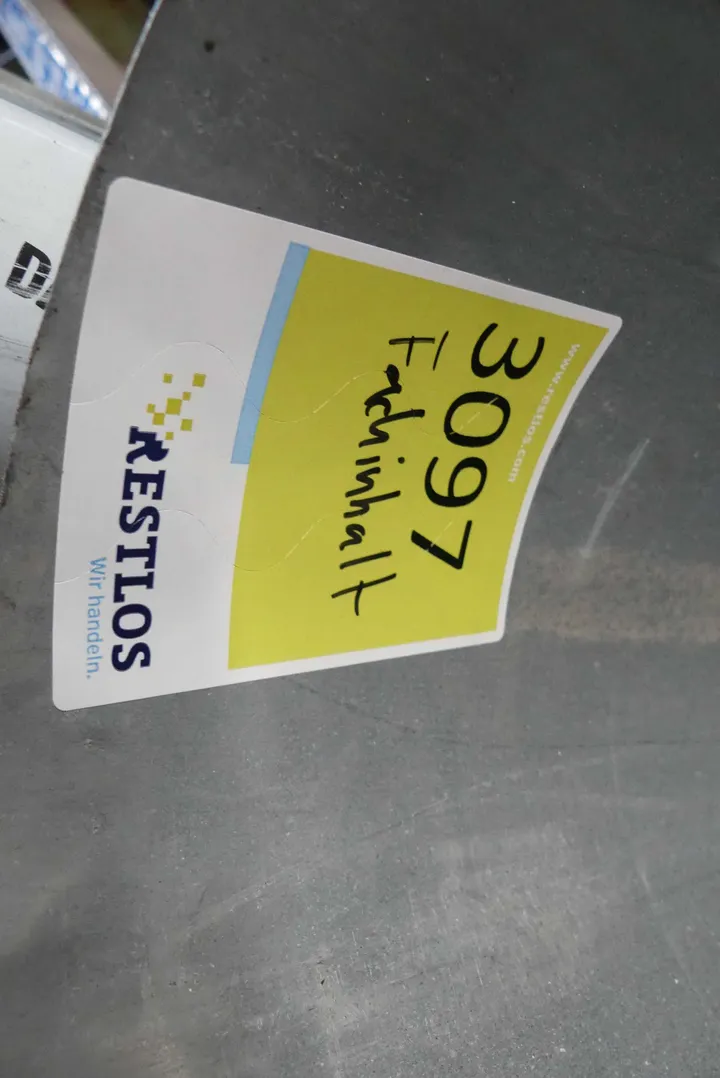 www.restlos.com
3097
Fachinhalt
RESTLOS
Wir handeln.